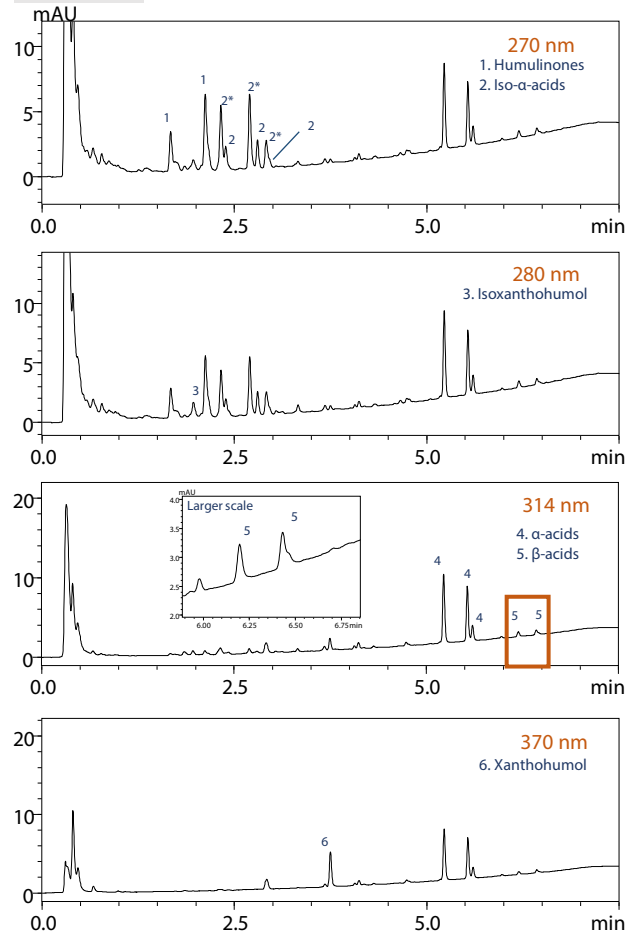 mAU
10
5
0
270 nm
1. Humulinones
2. Iso-α-acids
1
1
2*
2
2*
2
2*
2
0.0
2.5
5.0
min
10
5
0
280 nm
3. Isoxanthohumol
3
0.0
2.5
5.0
min
20
10
0
314 nm
4. α-acids
5. β-acids
mAU
Larger scale
4.0
3.5
3.0
2.5
2.0
5
5
6.00
6.25
6.50
6.75 min
4
4
4
5
5
0.0
2.5
5.0
min
20
10
0
370 nm
6. Xanthohumol
6
0.0
2.5
5.0
min